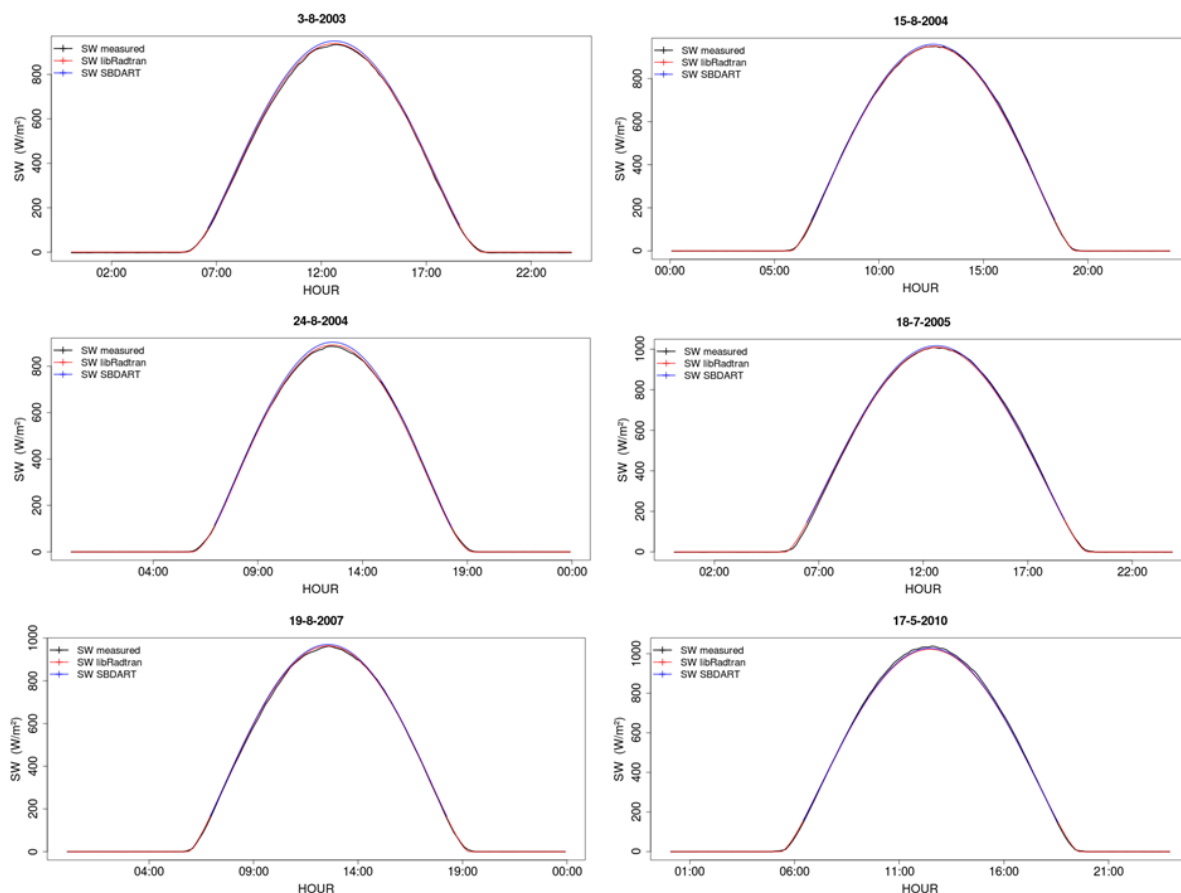 3-8-2003
SW measured
SW libRadtran
SW SBDART
SW (W/m²)
0 200 400 600 800
02:00 07:00 12:00 17:00 22:00
HOUR
15-8-2004
SW measured
SW libRadtran
SW SBDART
SW (W/m²)
0 200 400 600 800
00:00 05:00 10:00 15:00 20:00
HOUR
24-8-2004
SW measured
SW libRadtran
SW SBDART
SW (W/m²)
0 200 400 600 800
04:00 09:00 14:00 19:00 00:00
HOUR
18-7-2005
SW measured
SW libRadtran
SW SBDART
SW (W/m²)
0 200 400 600 800 1000
02:00 07:00 12:00 17:00 22:00
HOUR
19-8-2007
SW measured
SW libRadtran
SW SBDART
SW (W/m²)
0 200 400 600 800 1000
04:00 09:00 14:00 19:00 00:00
HOUR
17-5-2010
SW measured
SW libRadtran
SW SBDART
SW (W/m²)
0 200 400 600 800 1000
01:00 06:00 11:00 16:00 21:00
HOUR